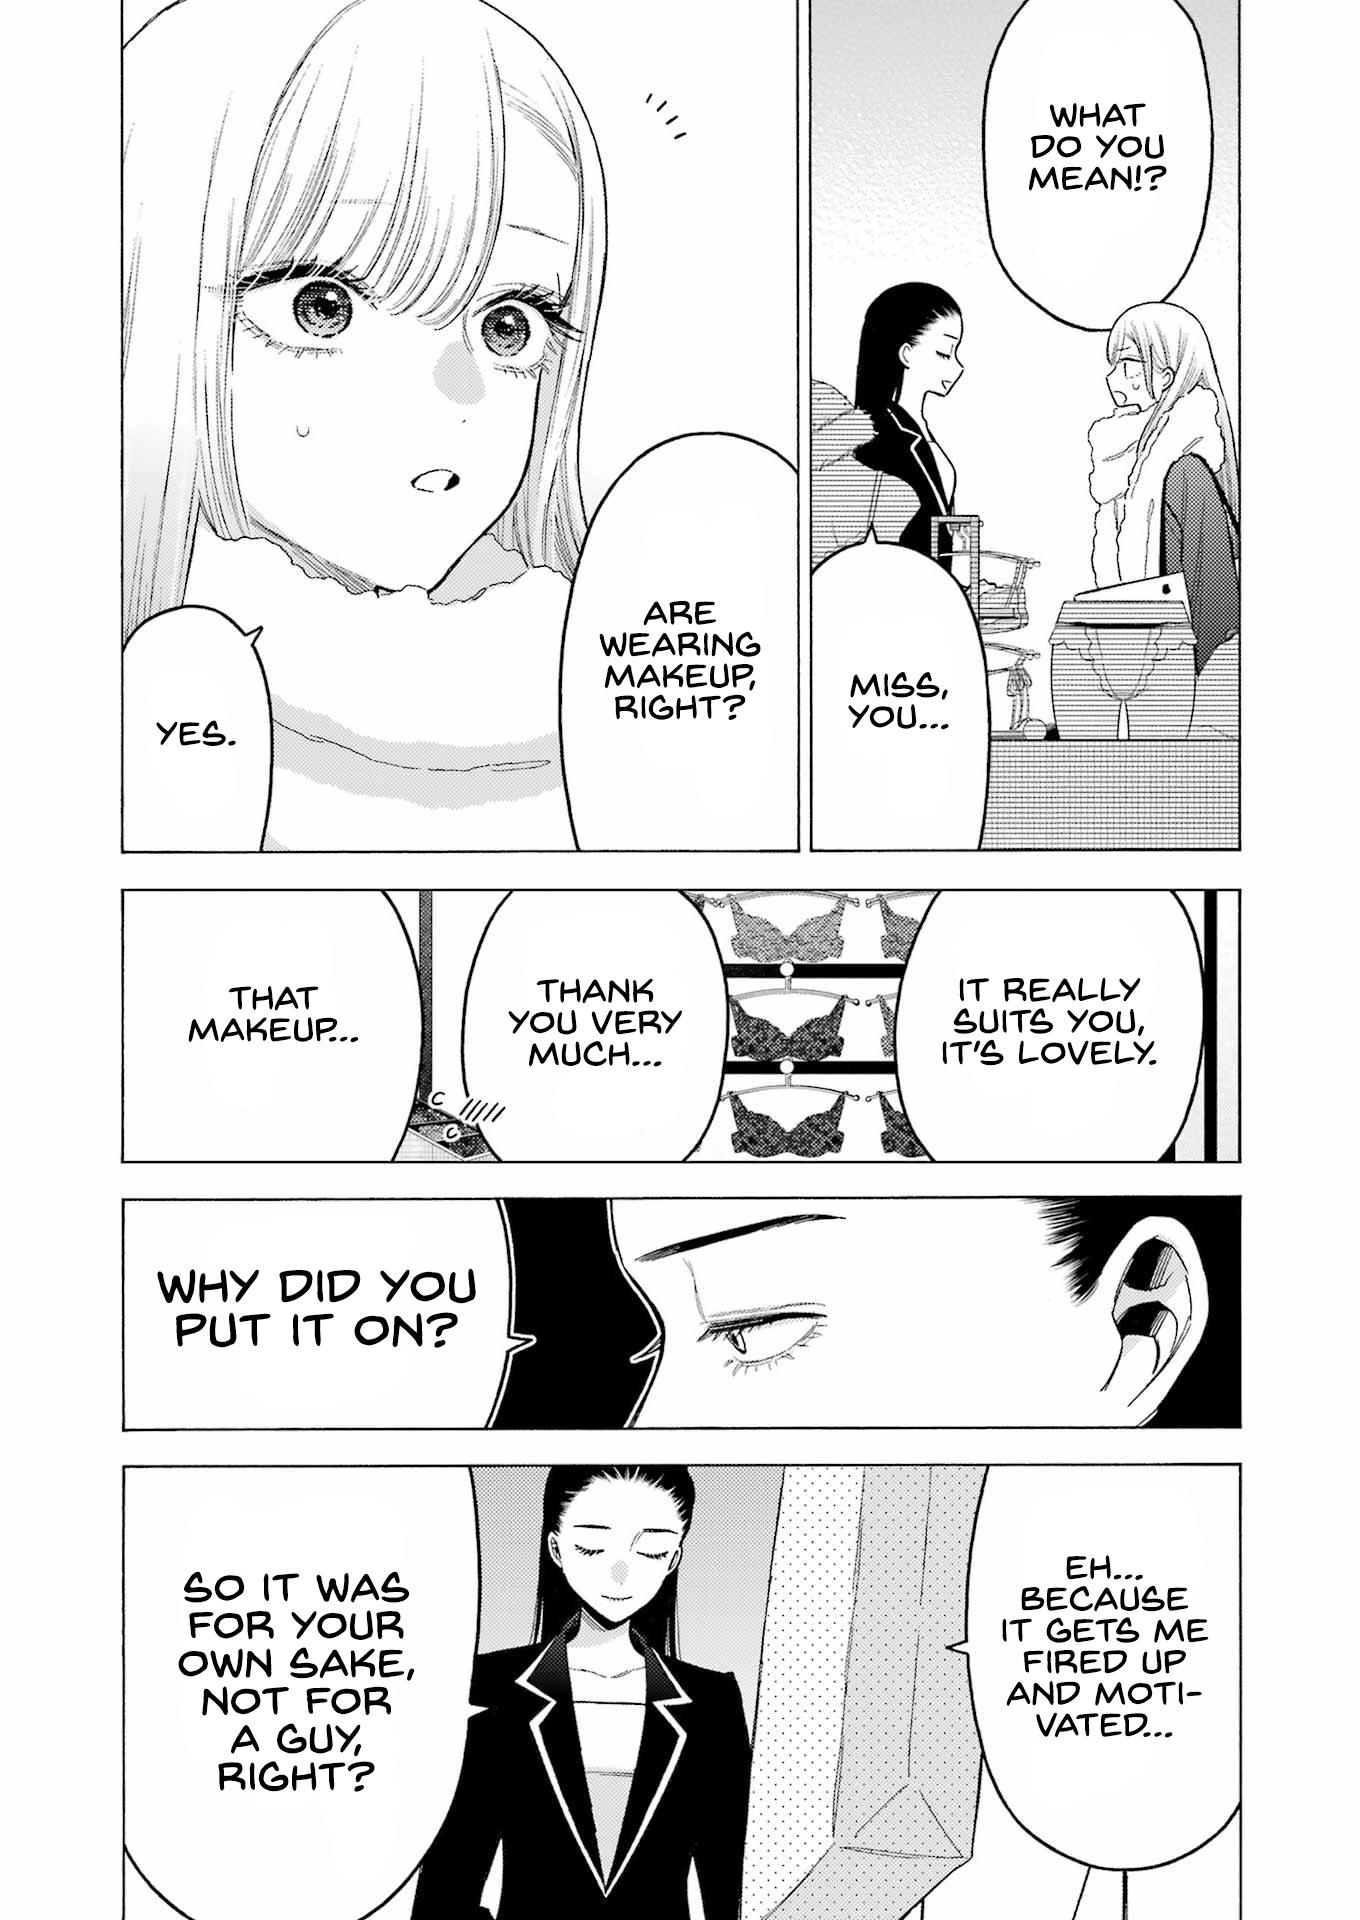 WHAT
DO YOU
MEAN!?
MISS,
YOU...
ARE
WEARING
MAKEUP,
RIGHT?
YES.
IT REALLY
SUITS YOU,
IT'S LOVELY.
THANK
YOU VERY
MUCH...
THAT
MAKEUP...
C
C
WHY DID YOU
PUT IT ON?
EH...
BECAUSE
IT GETS ME
FIRED UP
AND MOTI-
VATED...
SO IT WAS
FOR YOUR
OWN SAKE,
NOT FOR
A GUY,
RIGHT?